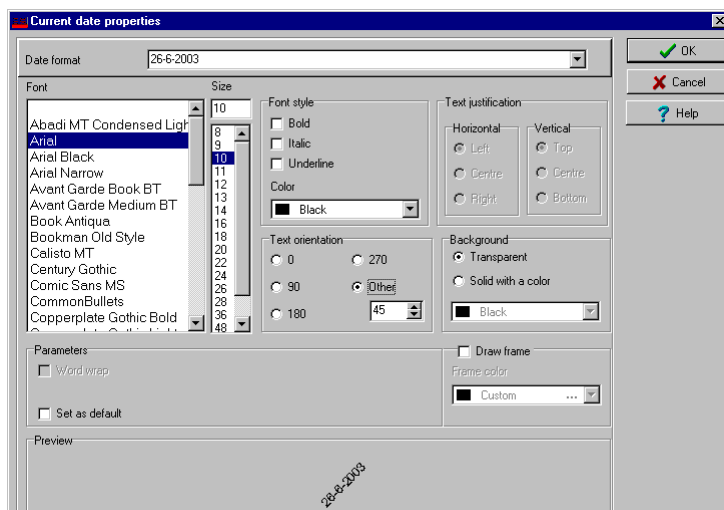 Current date properties
Date format
26-6-2003
OK
Cancel
Help
Font
Abadi MT Condensed Ligh
Arial
Arial Black
Arial Narrow
Avant Garde Book BT
Avant Garde Medium BT
Book Antiqua
Bookman Old Style
Calisto MT
Century Gothic
Comic Sans MS
CommonBullets
Copperplate Gothic Bold
Size
10
8
9
10
11
12
13
14
16
18
20
22
24
26
28
36
48
Font style
Bold
Italic
Underline
Color
Black
Text justification
Horizontal
Left
Centre
Right
Vertical
Top
Centre
Bottom
Text orientation
0
270
90
Other
180
45
Background
Transparent
Solid with a color
Black
Parameters
Word wrap
Set as default
Draw frame
Frame color
Custom
...
Preview
26-6-2003